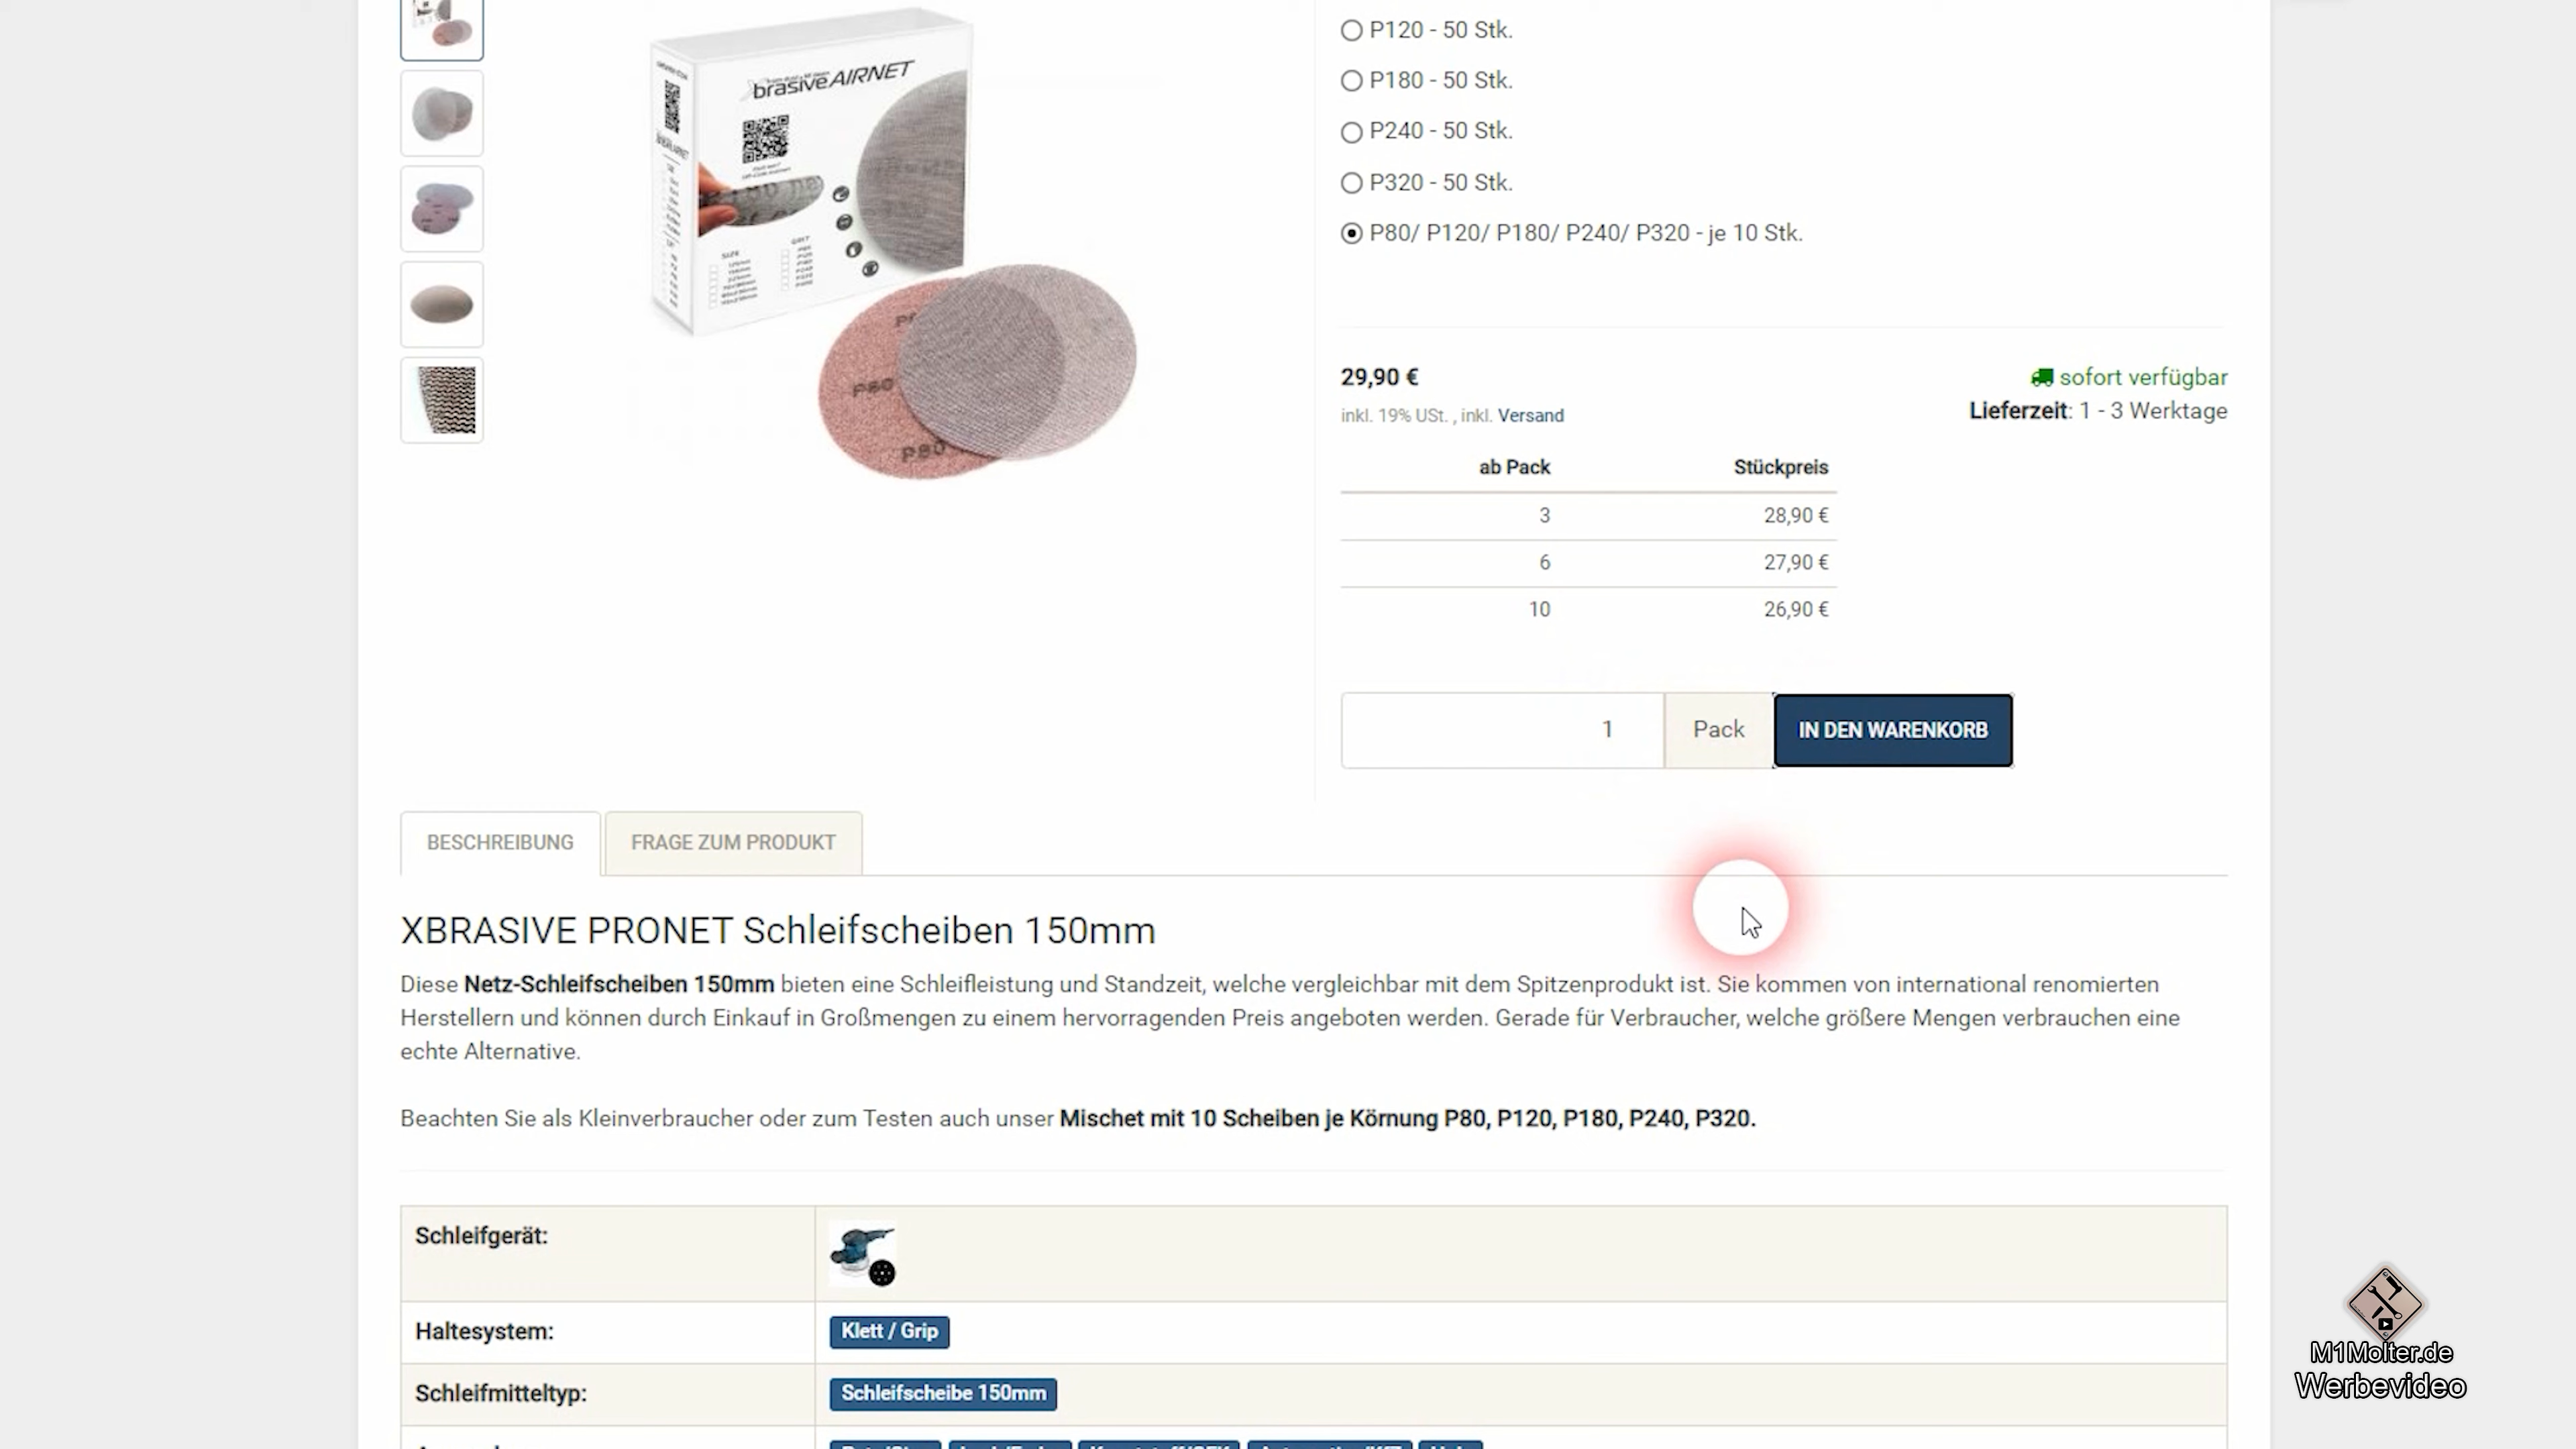 P120 - 50 Stk.
P180 - 50 Stk.
P240 - 50 Stk.
P320 - 50 Stk.
P80/ P120/ P180/ P240/ P320 - je 10 Stk.
brasive AIRNET
SIZE
GRIT
P80
P80
29,90 €
inkl. 19% USt. , inkl. Versand
sofort verfügbar
Lieferzeit: 1 - 3 Werktage
ab Pack Stückpreis
3 28,90 €
6 27,90 €
10 26,90 €
1 Pack IN DEN WARENKORB
BESCHREIBUNG FRAGE ZUM PRODUKT
XBRASIVE PRONET Schleifscheiben 150mm
Diese Netz-Schleifscheiben 150mm bieten eine Schleifleistung und Standzeit, welche vergleichbar mit dem Spitzenprodukt ist. Sie kommen von international renomierten
Herstellern und können durch Einkauf in Großmengen zu einem hervorragenden Preis angeboten werden. Gerade für Verbraucher, welche größere Mengen verbrauchen eine
echte Alternative.
Beachten Sie als Kleinverbraucher oder zum Testen auch unser Mischet mit 10 Scheiben je Körnung P80, P120, P180, P240, P320.
Schleifgerät:
Haltesystem: Klett / Grip
Schleifmitteltyp: Schleifscheibe 150mm
M1Molter.de
Werbevideo